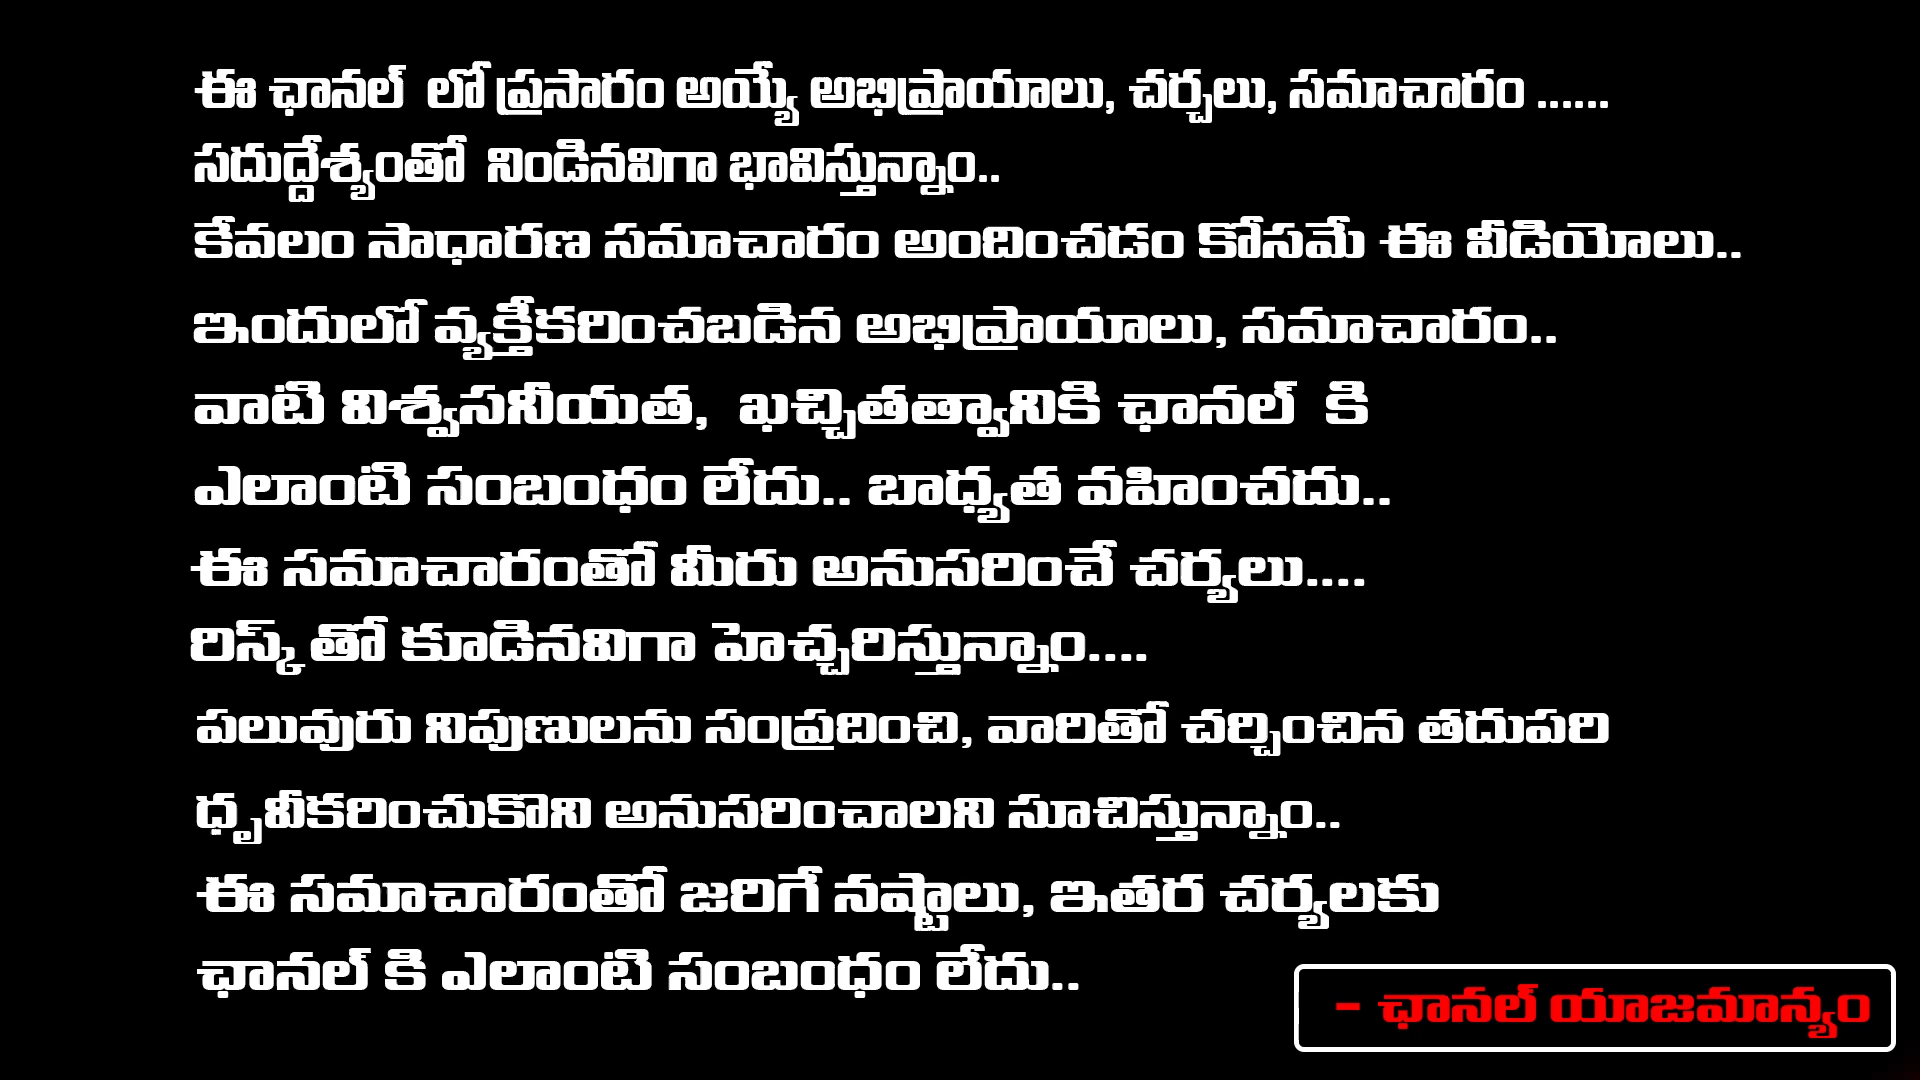 ఈ ఛానల్ లో ప్రసారం అయ్యే అభిప్రాయాలు, చర్చలు, సమాచారం ......
సదుద్దేశ్యంతో నిండినవిగా భావిస్తున్నాం..
కేవలం సాధారణ సమాచారం అందించడం కోసమే ఈ వీడియోలు..
ఇందులో వ్యక్తీకరించబడిన అభిప్రాయాలు, సమాచారం..
వాటి విశ్వసనీయత, ఖచ్చితత్వానికి ఛానల్ కి
ఎలాంటి సంబంధం లేదు.. బాధ్యత వహించదు..
ఈ సమాచారంతో మీరు అనుసరించే చర్యలు....
రిస్క్ తో కూడినవిగా హెచ్చరిస్తున్నాం....
పలువురు నిపుణులను సంప్రదించి, వారితో చర్చించిన తదుపరి
ధృవీకరించుకొని అనుసరించాలని సూచిస్తున్నాం..
ఈ సమాచారంతో జరిగే నష్టాలు, ఇతర చర్యలకు
ఛానల్ కి ఎలాంటి సంబంధం లేదు..
- ఛానల్ యాజమాన్యం